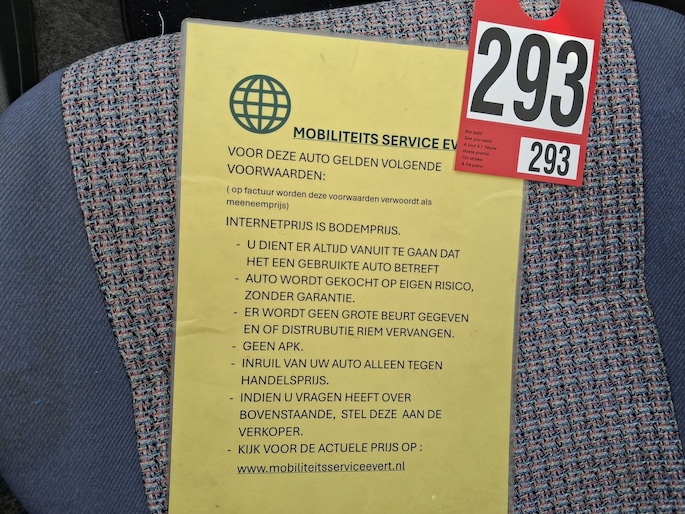 MOBILITEITS SERVICE EV
VOOR DEZE AUTO GELDEN VOLGENDE
VOORWAARDEN:
( op factuur worden deze voorwaarden verwoordt als
meeneemprijs)
INTERNETPRIJS IS BODEMPRIJS.
- U DIENT ER ALTIJD VANUIT TE GAAN DAT
HET EEN GEBRUIKTE AUTO BETREFT
- AUTO WORDT GEKOCHT OP EIGEN RISICO,
ZONDER GARANTIE.
- ER WORDT GEEN GROTE BEURT GEGEVEN
EN OF DISTRUBUTIE RIEM VERVANGEN.
- GEEN APK.
- INRUIL VAN UW AUTO ALLEEN TEGEN
HANDELSPRIJS.
- INDIEN U VRAGEN HEEFT OVER
BOVENSTAANDE, STEL DEZE AAN DE
VERKOPER.
- KIJK VOOR DE ACTUELE PRIJS OP :
www.mobiliteitsserviceevert.nl
293
See you soon
293